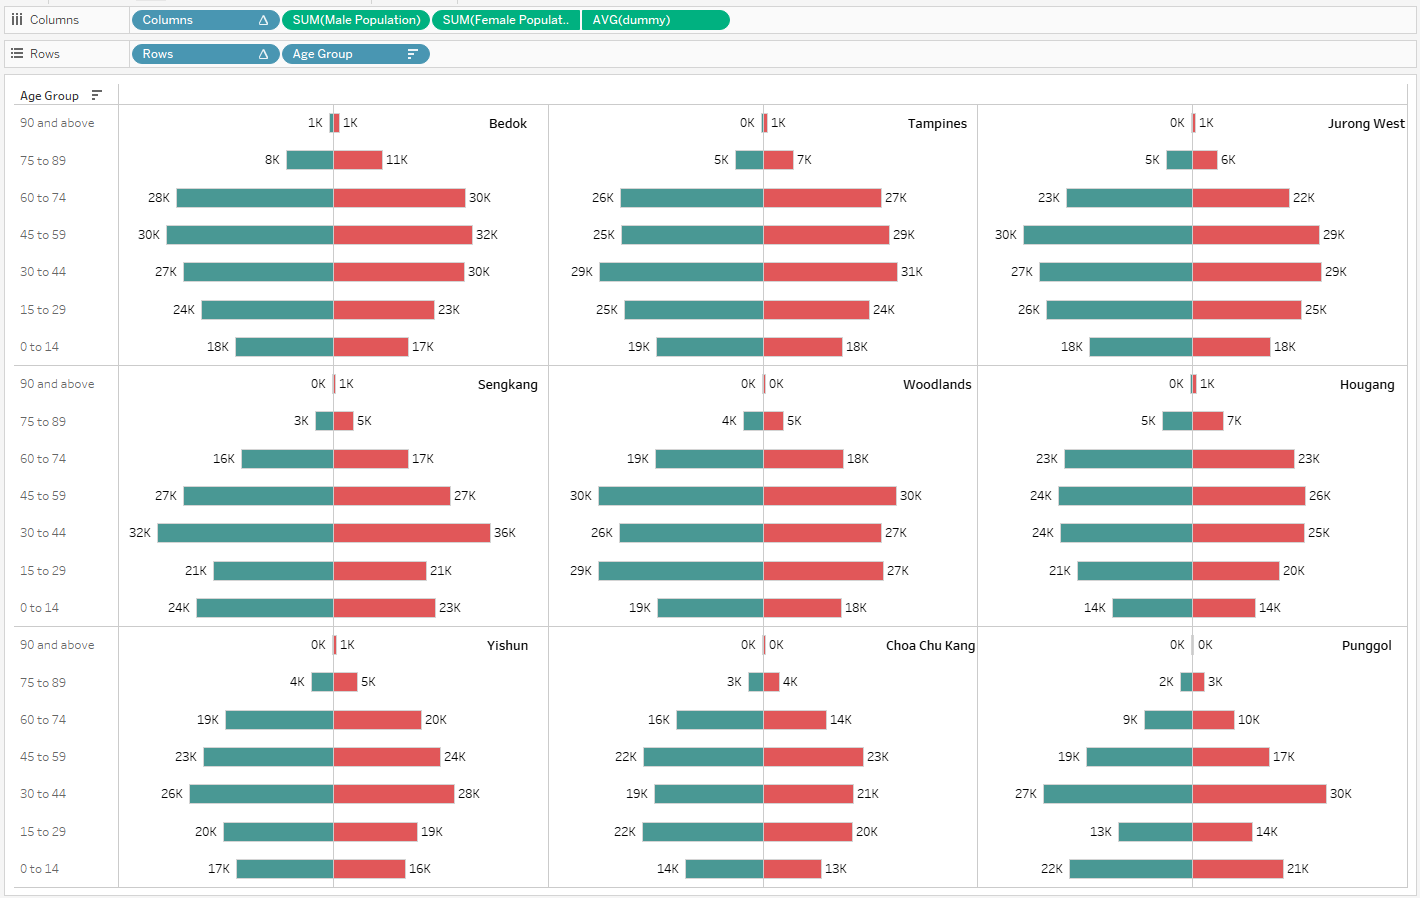 Columns Columns SUM(Male Population) SUM(Female Populat.. AVG(dummy)
Rows Rows Age Group
Age Group
90 and above 1K 1K Bedok 0K 1K Tampines 0K 1K Jurong West
75 to 89 8K 11K 5K 7K 5K 6K
60 to 74 28K 30K 26K 27K 23K 22K
45 to 59 30K 32K 25K 29K 30K 29K
30 to 44 27K 30K 29K 31K 27K 29K
15 to 29 24K 23K 25K 24K 26K 25K
0 to 14 18K 17K 19K 18K 18K 18K
90 and above 0K 1K Sengkang 0K 0K Woodlands 0K 1K Hougang
75 to 89 3K 5K 4K 5K 5K 7K
60 to 74 16K 17K 19K 18K 23K 23K
45 to 59 27K 27K 30K 30K 24K 26K
30 to 44 32K 36K 26K 27K 24K 25K
15 to 29 21K 21K 29K 27K 21K 20K
0 to 14 24K 23K 19K 18K 14K 14K
90 and above 0K 1K Yishun 0K 0K Choa Chu Kang 0K 0K Punggol
75 to 89 4K 5K 3K 4K 2K 3K
60 to 74 19K 20K 16K 14K 9K 10K
45 to 59 23K 24K 22K 23K 19K 17K
30 to 44 26K 28K 19K 21K 27K 30K
15 to 29 20K 19K 22K 20K 13K 14K
0 to 14 17K 16K 14K 13K 22K 21K